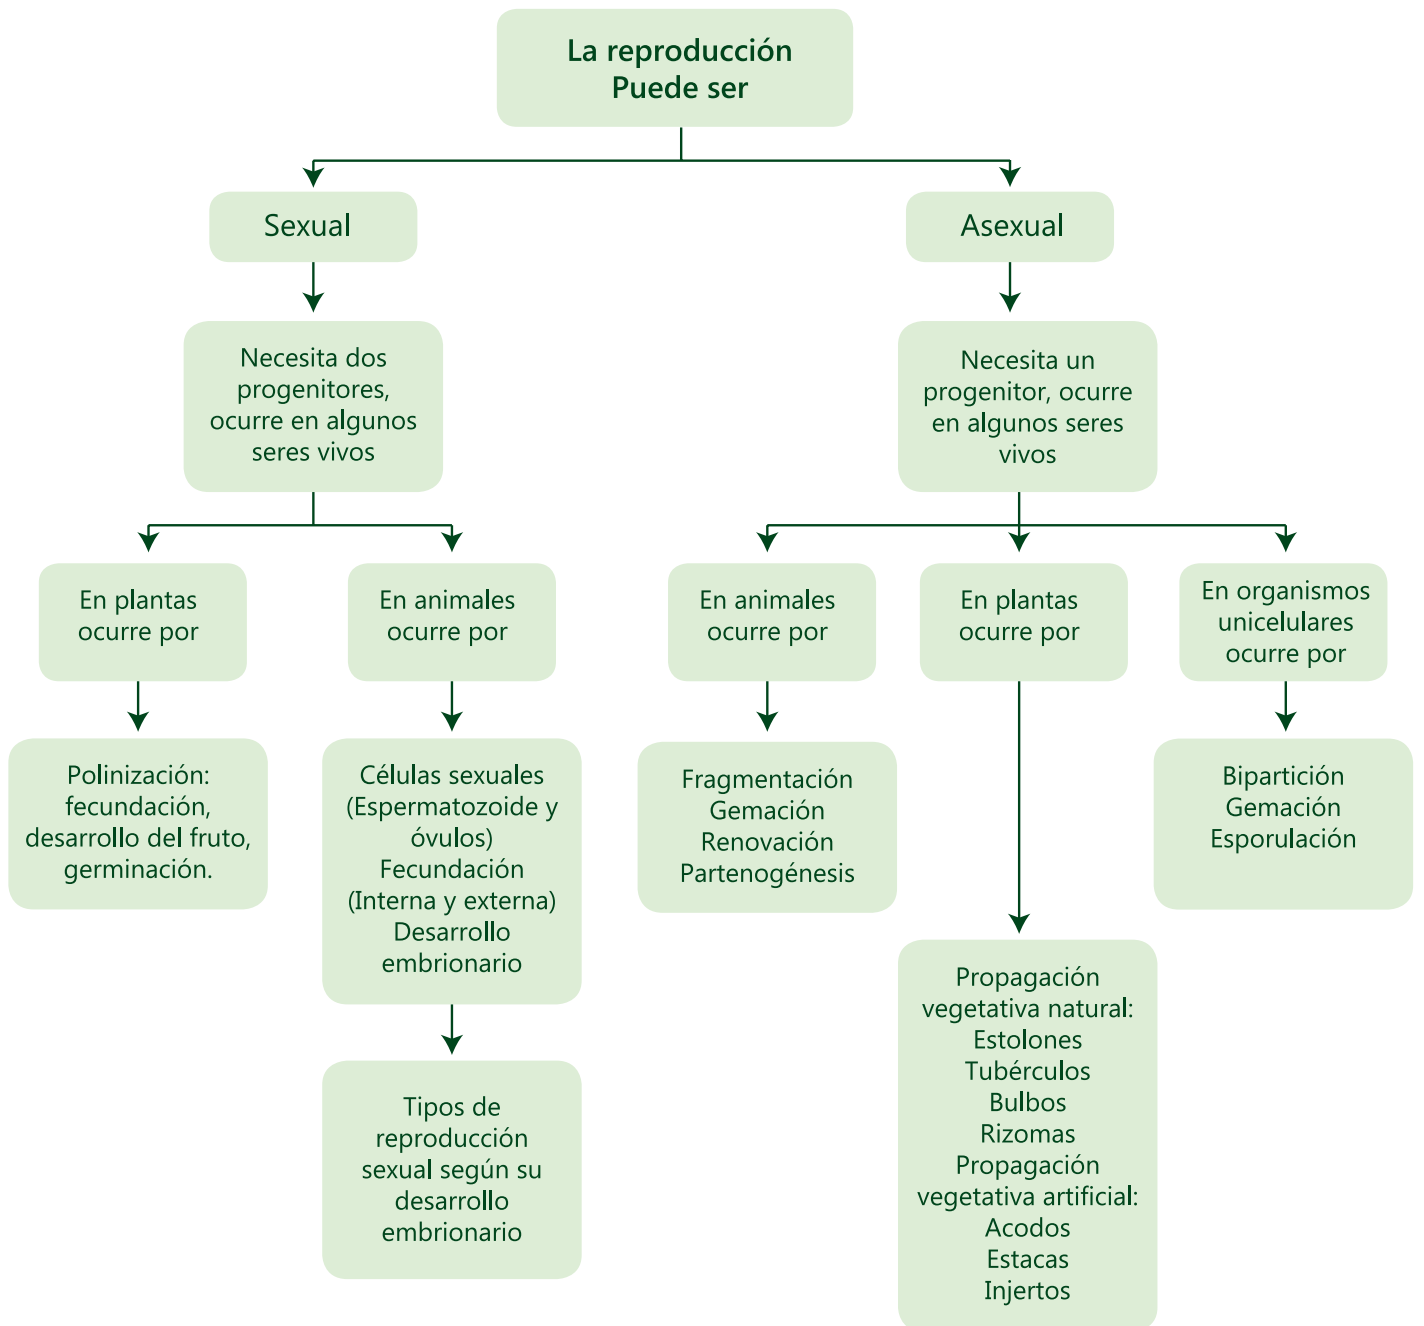 La reproducción
Puede ser
Sexual
Asexual
Necesita dos
progenitores,
ocurre en algunos
seres vivos
Necesita un
progenitor, ocurre
en algunos seres
vivos
En plantas
ocurre por
En animales
ocurre por
En animales
ocurre por
En plantas
ocurre por
En organismos
unicelulares
ocurre por
Polinización:
fecundación,
desarrollo del fruto,
germinación.
Células sexuales
(Espermatozoide y
óvulos)
Fecundación
(Interna y externa)
Desarrollo
embrionario
Fragmentación
Gemación
Renovación
Partenogénesis
Bipartición
Gemación
Esporulación
Tipos de
reproducción
sexual según su
desarrollo
embrionario
Propagación
vegetativa natural:
Estolones
Tubérculos
Bulbos
Rizomas
Propagación
vegetativa artificial:
Acodos
Estacas
Injertos